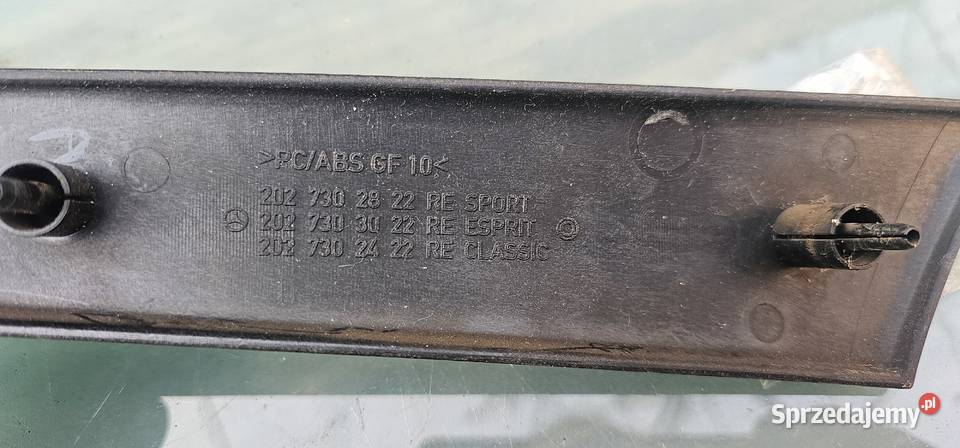 >PC/ABS GF 10<
202 730 28 22 RE SPORT
202 730 30 22 RE ESPRIT ©
202 730 24 22 RE CLASSIC
Sprzedajemy.pl